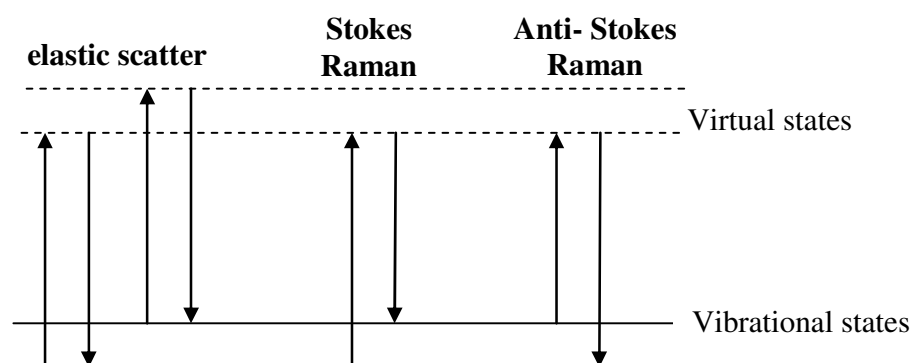 elastic scatter
Stokes
Raman
Anti- Stokes
Raman
Virtual states
Vibrational states